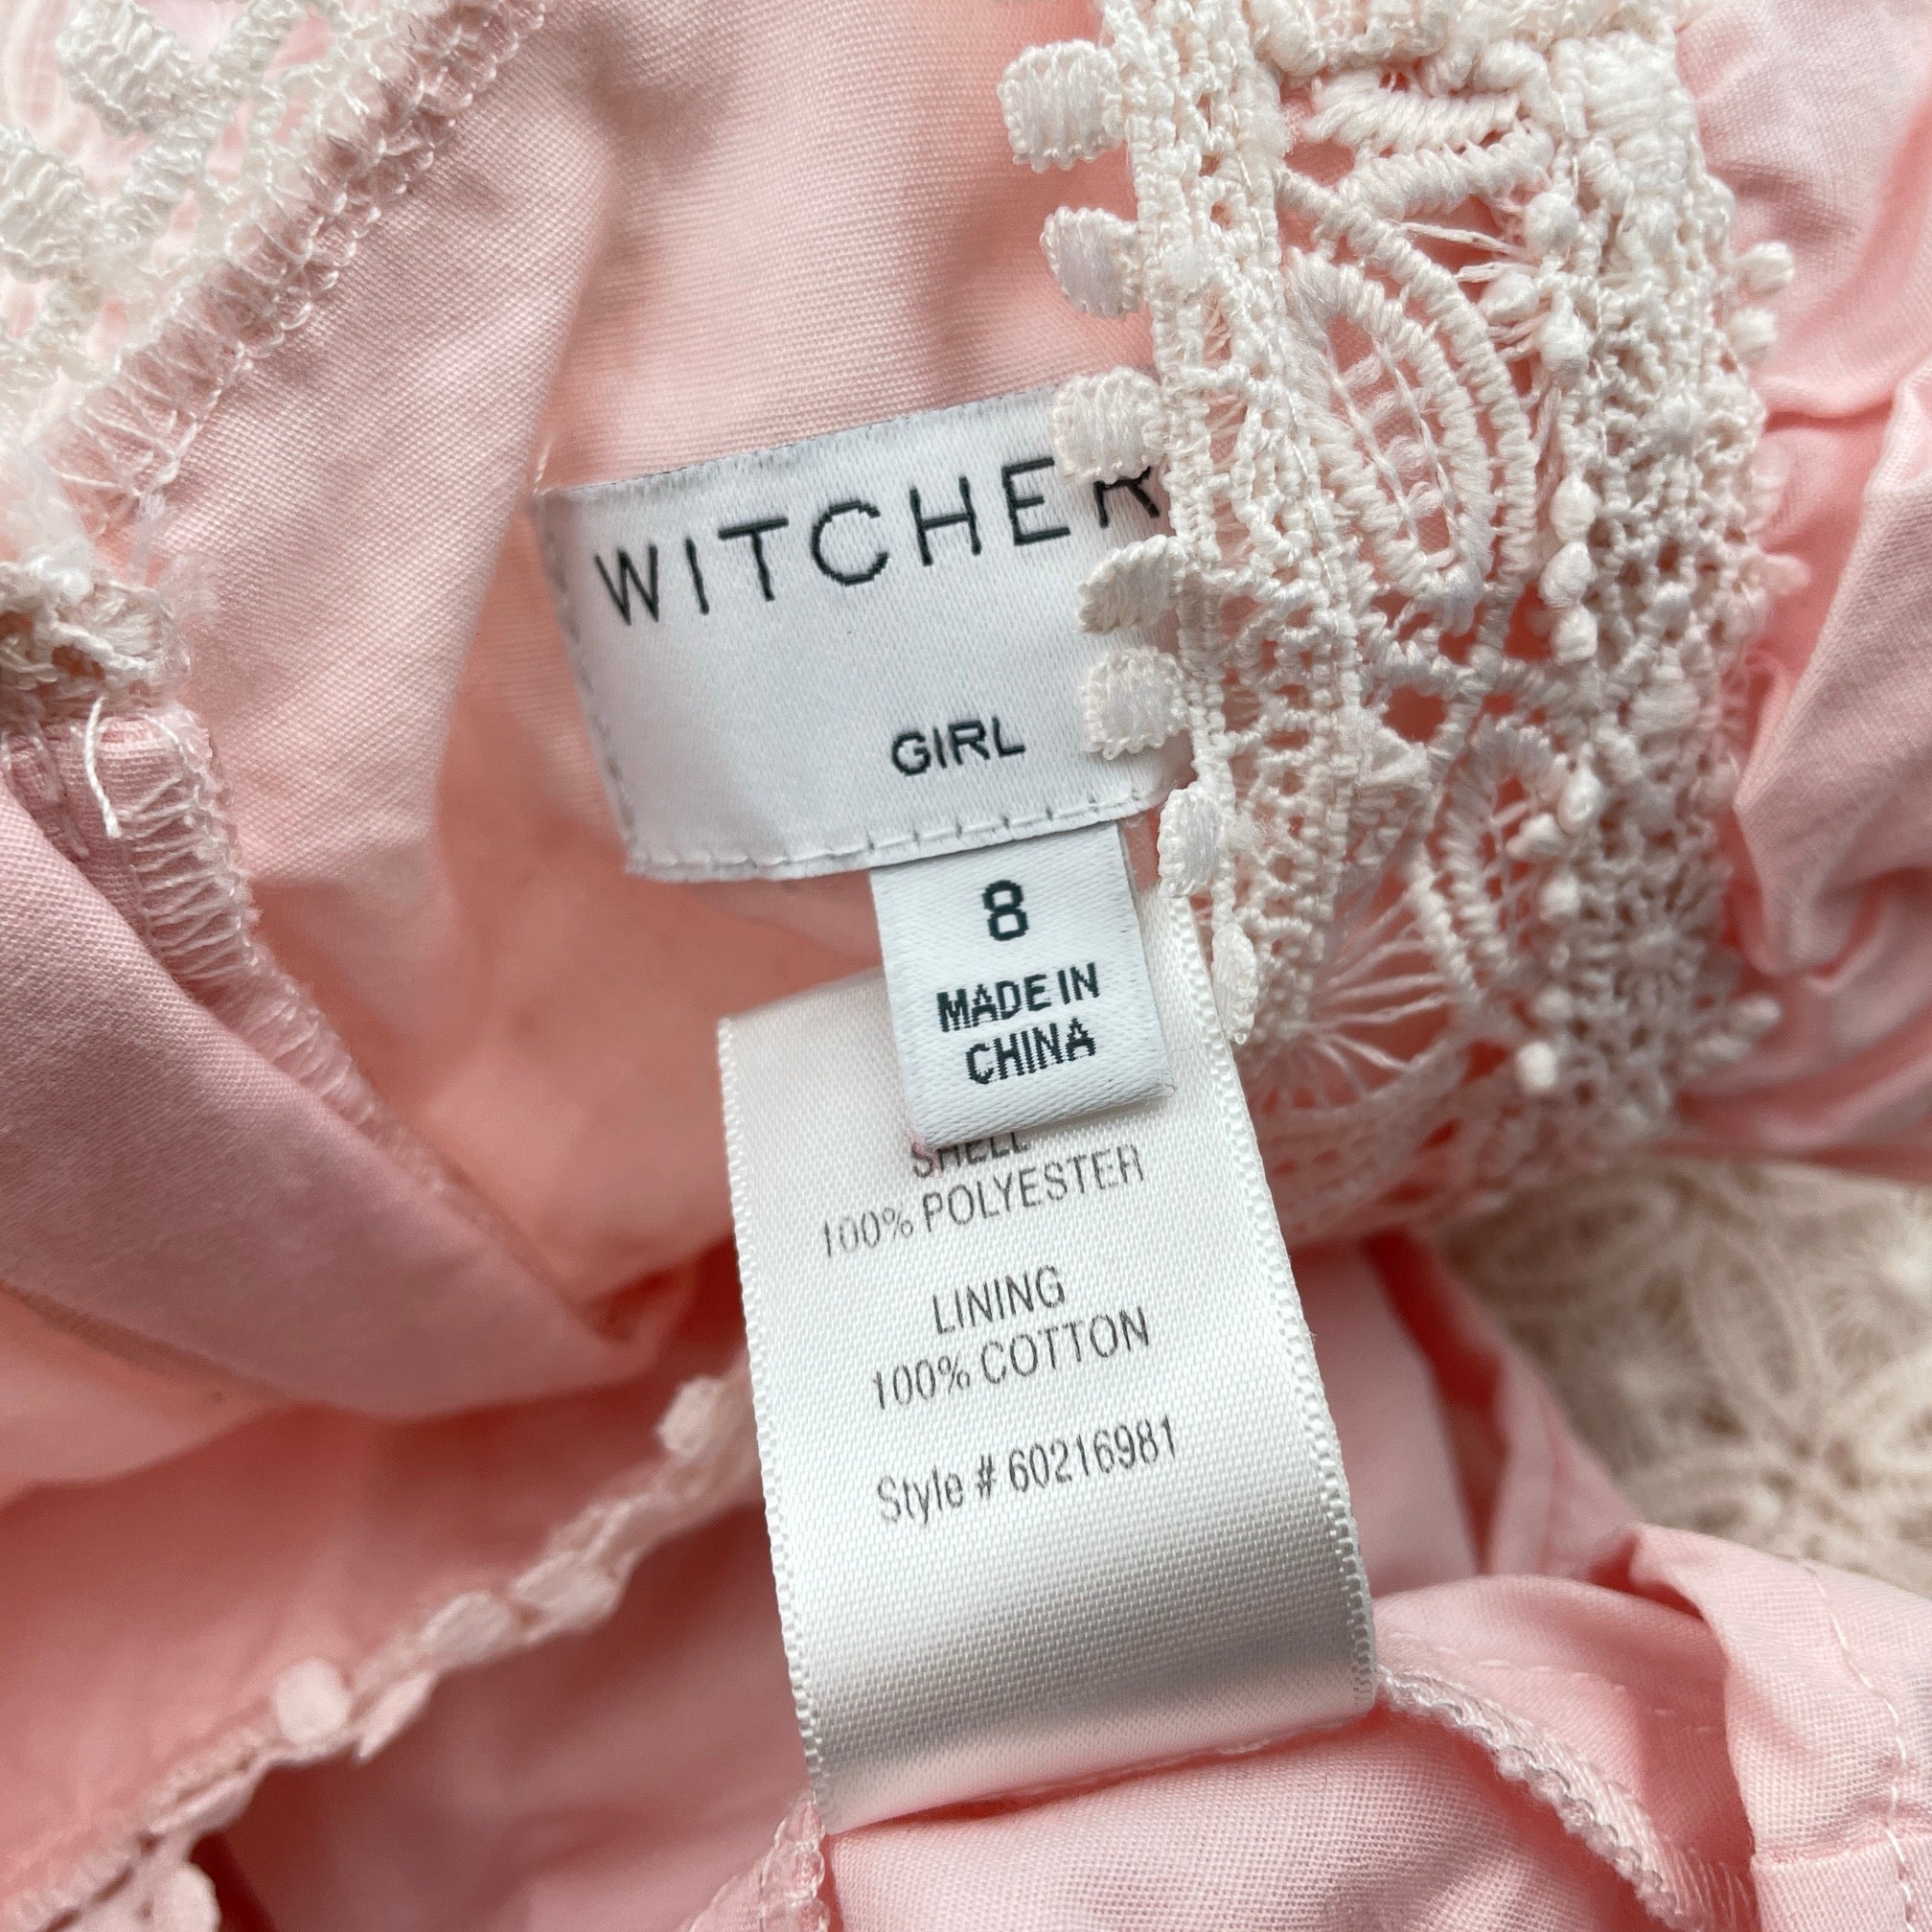 WITCHER
GIRL
8
MADE IN
CHINA
SHELL
100% POLYESTER
LINING
100% COTTON
Style # 60216981